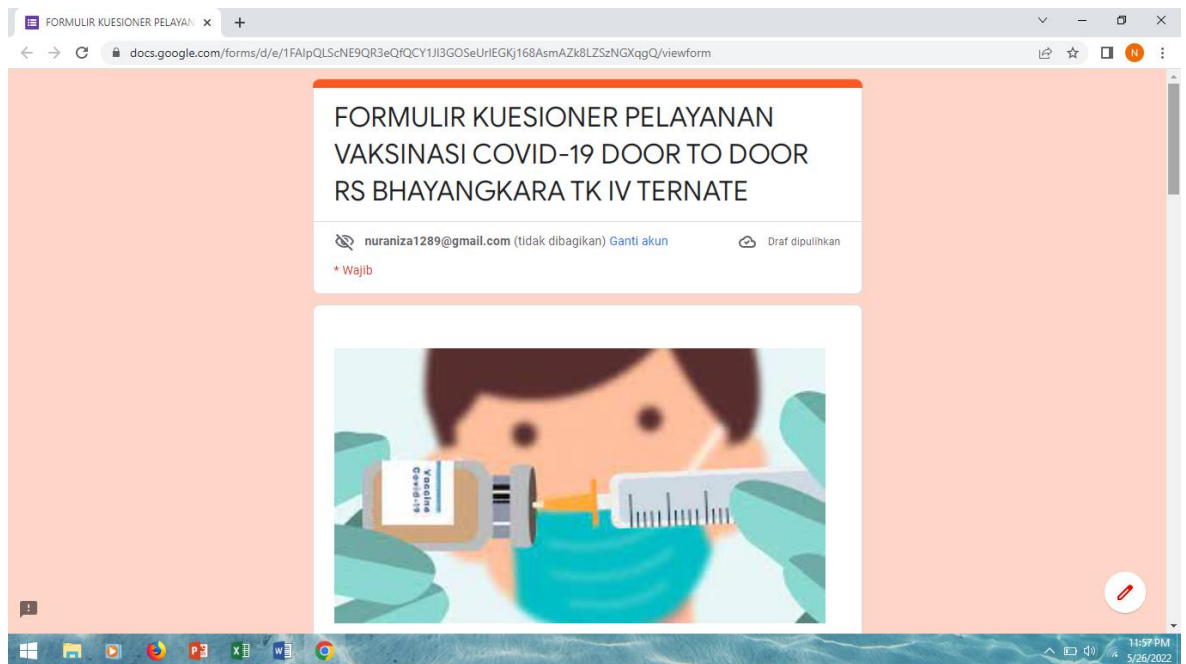 FORMULIR KUESIONER PELAYAN
docs.google.com/forms/d/e/1FAIpQLScNE9QR3eQfQCY1JI3GOSeUrIEGKj168AsmAZk8LZSzNGXqgQ/viewform
N
FORMULIR KUESIONER PELAYANAN
VAKSINASI COVID-19 DOOR TO DOOR
RS BHAYANGKARA TK IV TERNATE
nuraniza1289@gmail.com (tidak dibagikan) Ganti akun
Draf dipulihkan
* Wajib
Vaccine
Covid-19
11:57 PM
5/26/2022